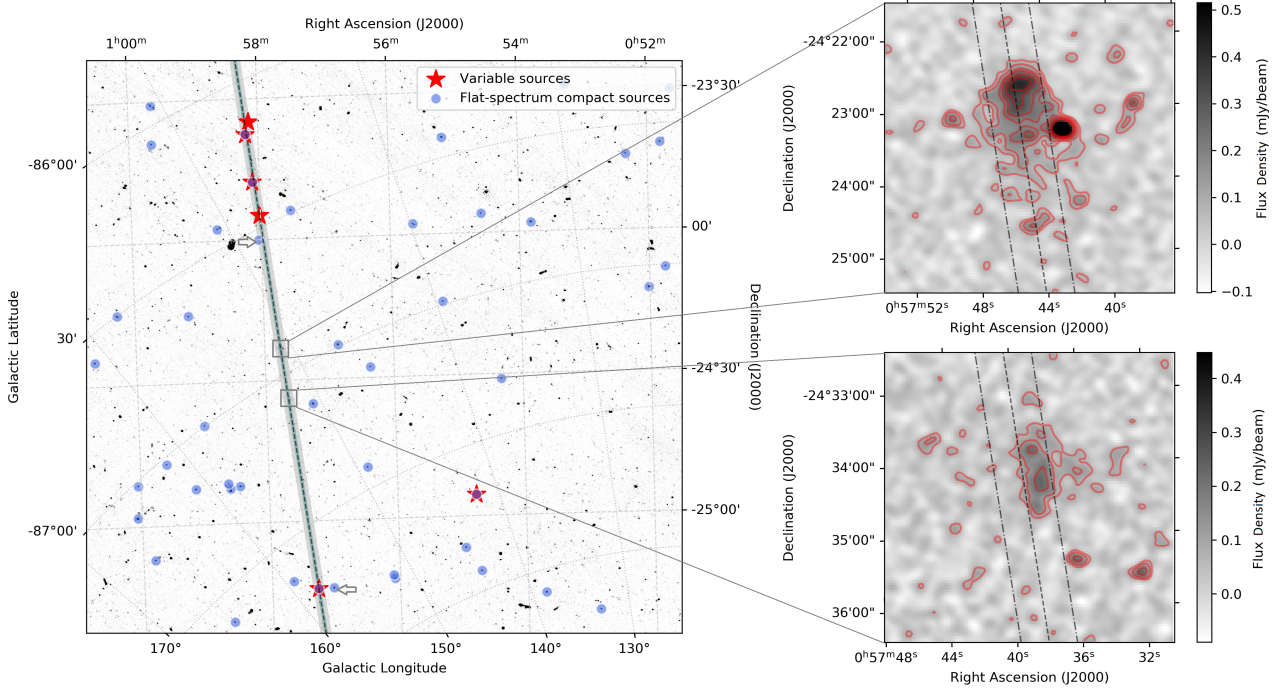 Right Ascension (J2000)
1ʰ00ᵐ 58ᵐ 56ᵐ 54ᵐ 0ʰ52ᵐ
Variable sources
Flat-spectrum compact sources
-23°30'
00'
-24°30'
-25°00'
Declination (J2000)
-86°00'
30'
-87°00'
Galactic Latitude
170° 160° 150° 140° 130°
Galactic Longitude
-24°22'00"
23'00"
24'00"
25'00"
Declination (J2000)
0ʰ57ᵐ52ˢ 48ˢ 44ˢ 40ˢ
Right Ascension (J2000)
0.5
0.4
0.3
0.2
0.1
0.0
−0.1
Flux Density (mJy/beam)
-24°33'00"
34'00"
35'00"
36'00"
Declination (J2000)
0ʰ57ᵐ48ˢ 44ˢ 40ˢ 36ˢ 32ˢ
Right Ascension (J2000)
0.4
0.3
0.2
0.1
0.0
Flux Density (mJy/beam)